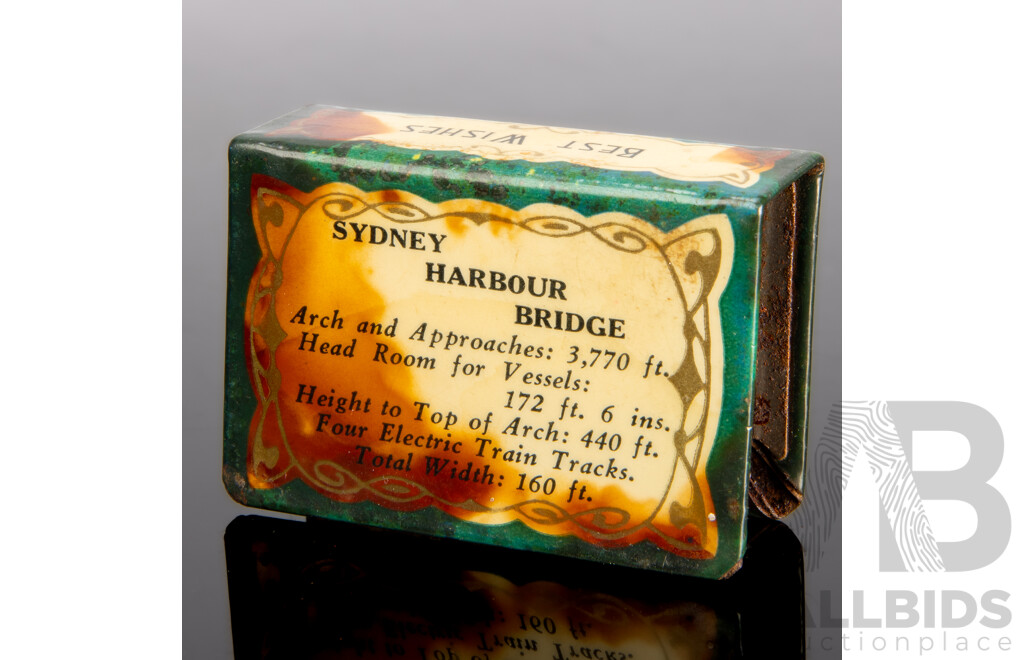 BEST WISHES
SYDNEY
HARBOUR
BRIDGE
Arch and Approaches: 3,770 ft.
Head Room for Vessels:
172 ft. 6 ins.
Height to Top of Arch: 440 ft.
Four Electric Train Tracks.
Total Width: 160 ft.
AB
ALLBIDS
auctionplace